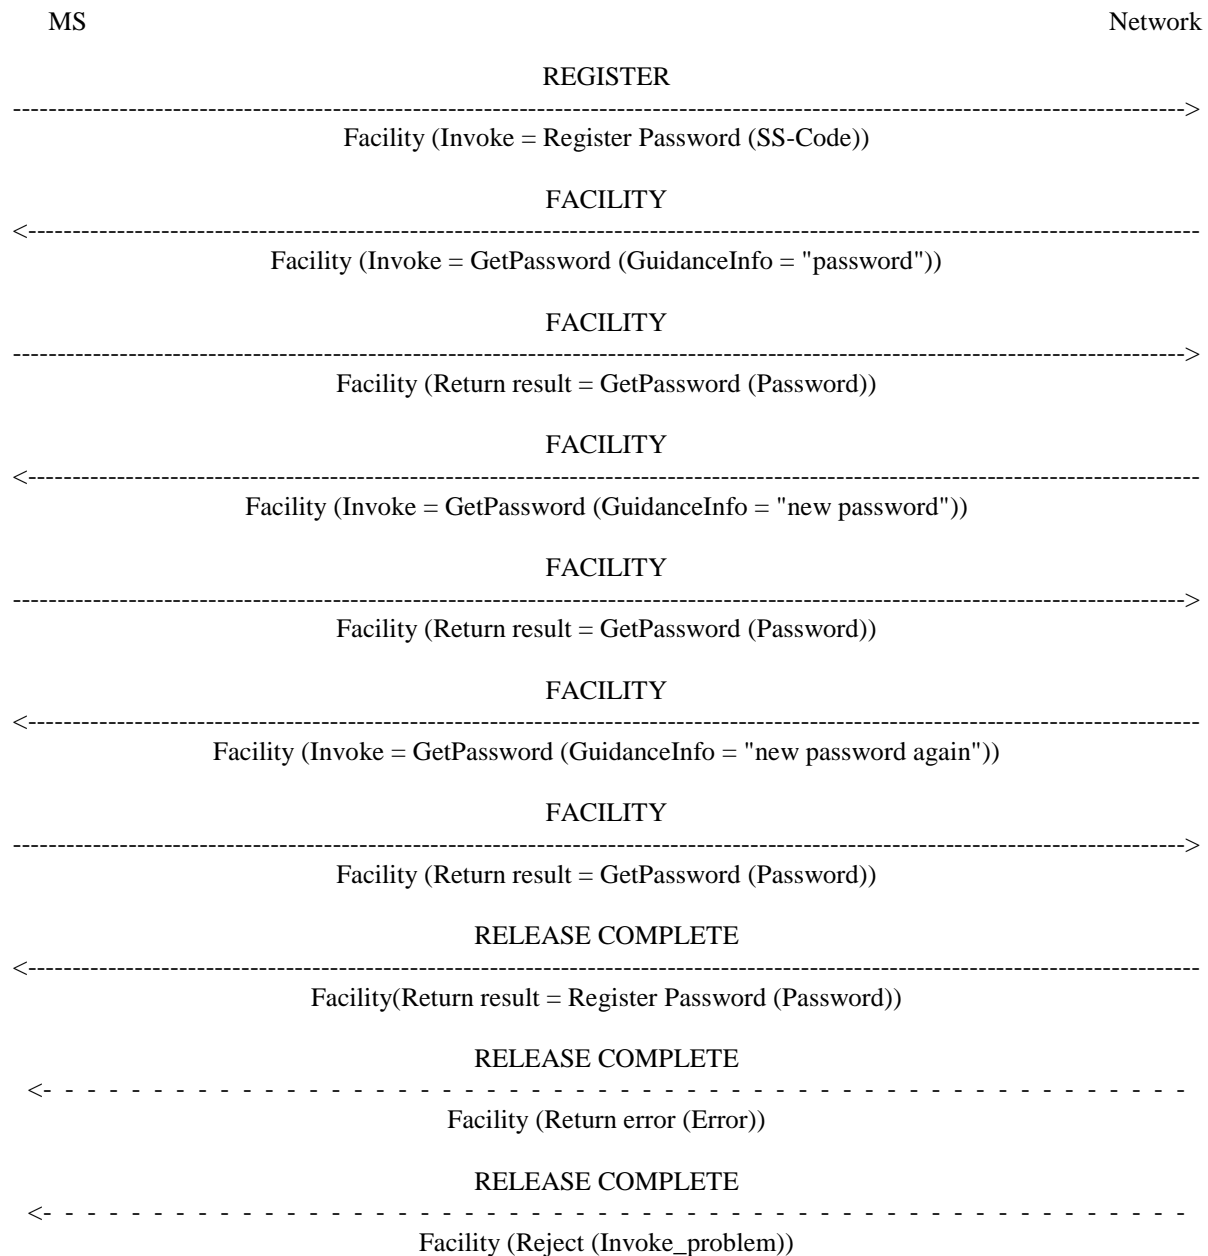 MS Network
REGISTER
Facility (Invoke = Register Password (SS-Code))
FACILITY
Facility (Invoke = GetPassword (GuidanceInfo = "password"))
FACILITY
Facility (Return result = GetPassword (Password))
FACILITY
Facility (Invoke = GetPassword (GuidanceInfo = "new password"))
FACILITY
Facility (Return result = GetPassword (Password))
FACILITY
Facility (Invoke = GetPassword (GuidanceInfo = "new password again"))
FACILITY
Facility (Return result = GetPassword (Password))
RELEASE COMPLETE
Facility(Return result = Register Password (Password))
RELEASE COMPLETE
Facility (Return error (Error))
RELEASE COMPLETE
Facility (Reject (Invoke_problem))